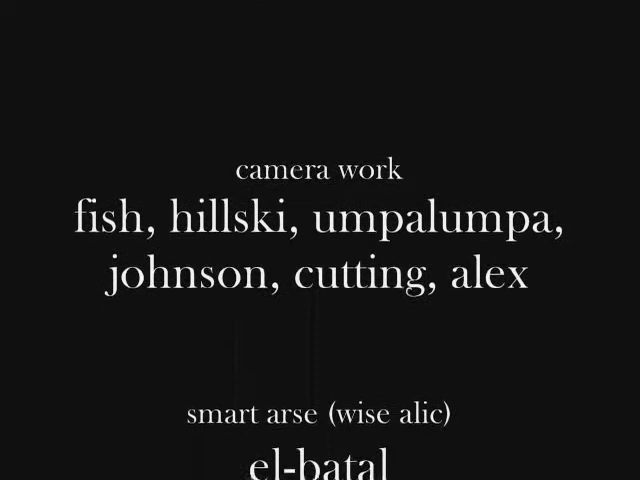 camera work
fish, hillski, umpalumpa,
johnson, cutting, alex
smart arse (wise alic)
el-batal